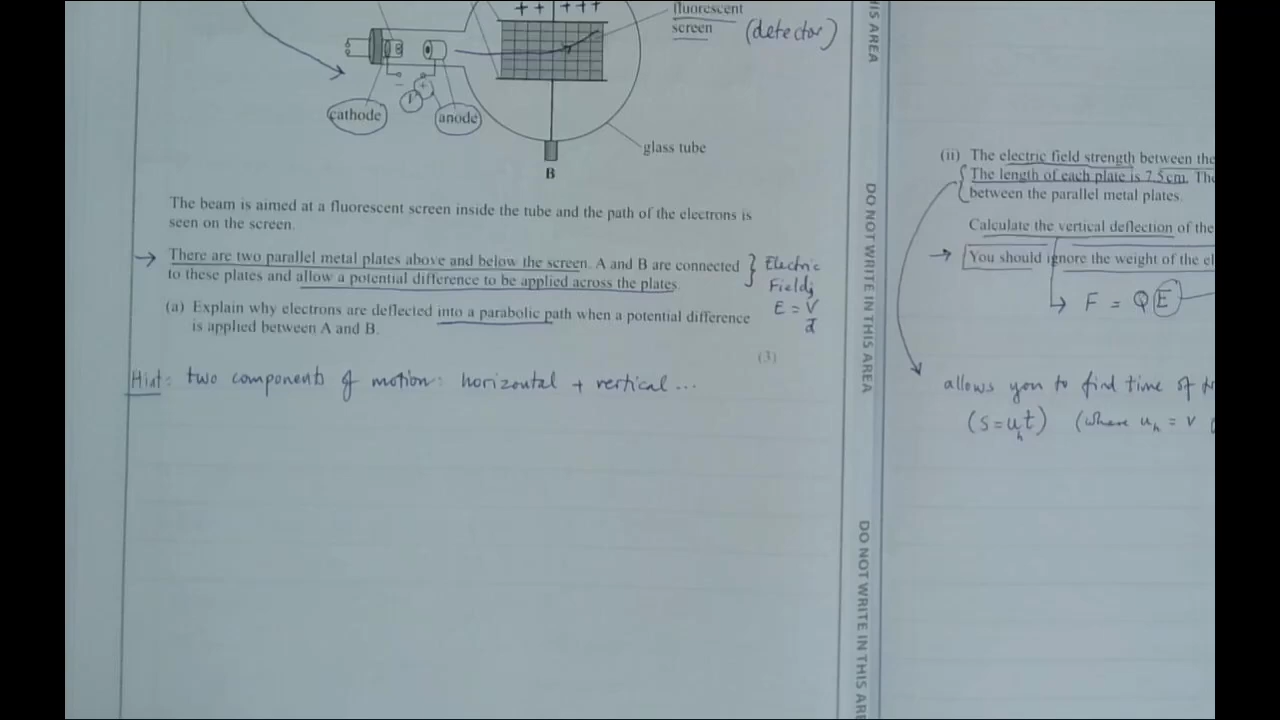 + + + + +
fluorescent
screen
(detector)
cathode
anode
glass tube
B
The beam is aimed at a fluorescent screen inside the tube and the path of the electrons is
seen on the screen.
There are two parallel metal plates above and below the screen. A and B are connected
to these plates and allow a potential difference to be applied across the plates.
Electric
Field
E = V
d
(a) Explain why electrons are deflected into a parabolic path when a potential difference
is applied between A and B.
(3)
Hint: two components of motion: horizontal + vertical ...
HIS AREA
DO NOT WRITE IN THIS AREA
DO NOT WRITE IN THIS ARE
(ii) The electric field strength between the
The length of each plate is 7.5 cm. The
between the parallel metal plates.
Calculate the vertical deflection of the
You should ignore the weight of the el
F = QE
allows you to find time of
(s = uht) (where uh = v